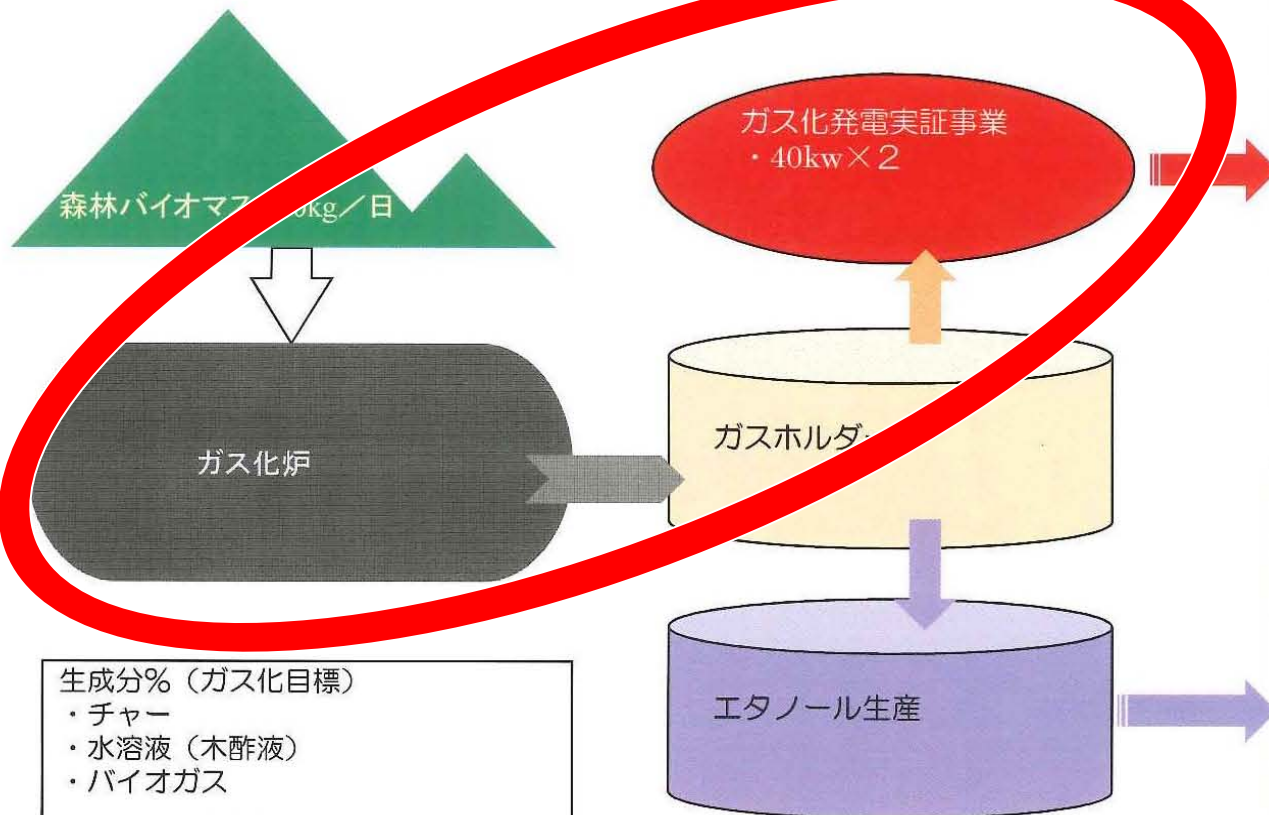 ガス化発電実証事業
・40kw×２
森林バイオマス 0kg／日
ガスホルダ
ガス化炉
生成分%（ガス化目標）
・チャー
・水溶液（木酢液）
・バイオガス
エタノール生産